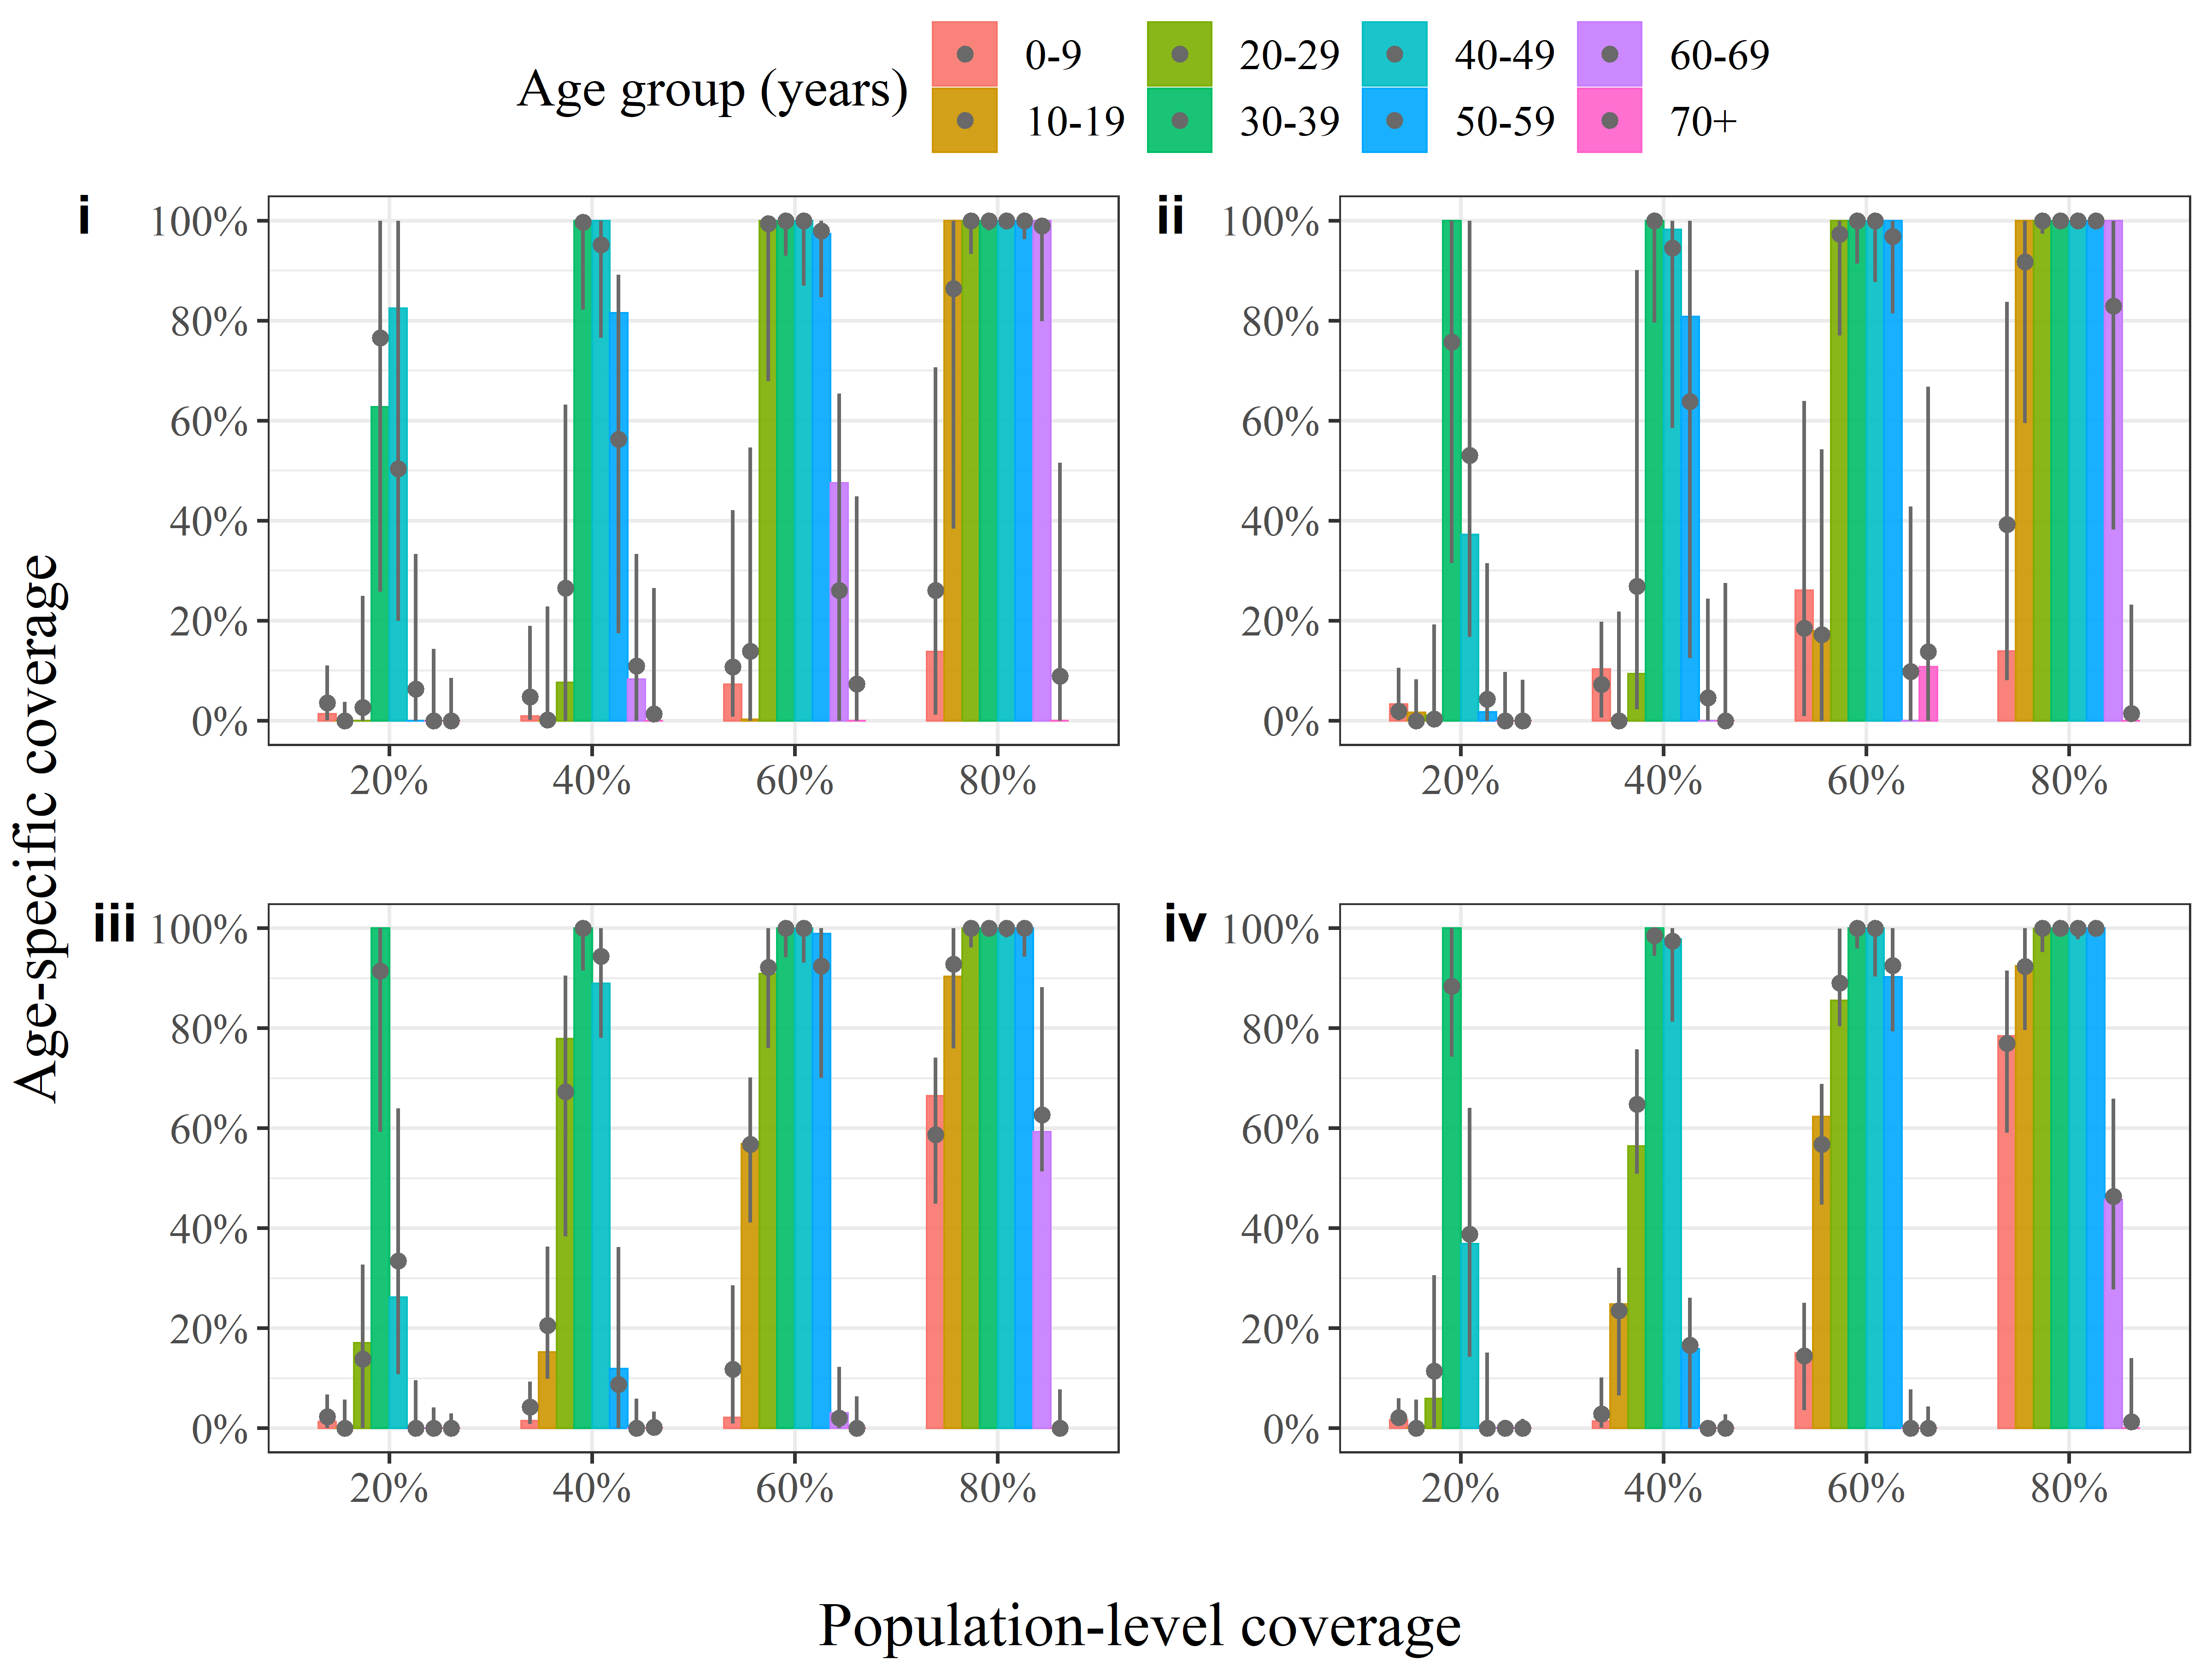 Age group (years)
0-9 20-29 40-49 60-69
10-19 30-39 50-59 70+
i ii
100% 100%
80% 80%
60% 60%
40% 40%
20% 20%
0% 0%
20% 40% 60% 80% 20% 40% 60% 80%
Age-specific coverage
iii iv
100% 100%
80% 80%
60% 60%
40% 40%
20% 20%
0% 0%
20% 40% 60% 80% 20% 40% 60% 80%
Population-level coverage